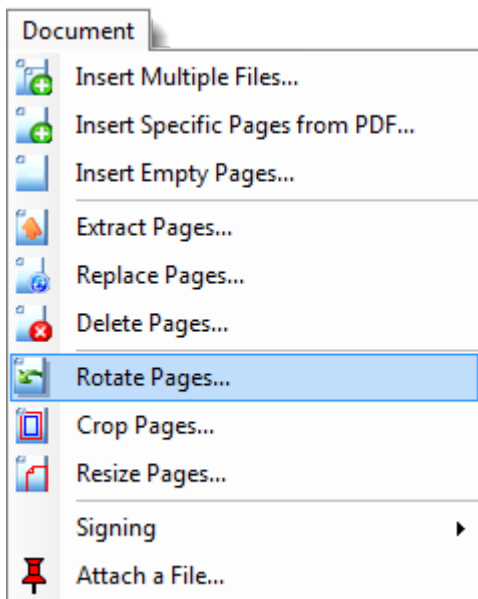 Document
Insert Multiple Files...
Insert Specific Pages from PDF...
Insert Empty Pages...
Extract Pages...
Replace Pages...
Delete Pages...
Rotate Pages...
Crop Pages...
Resize Pages...
Signing
Attach a File...